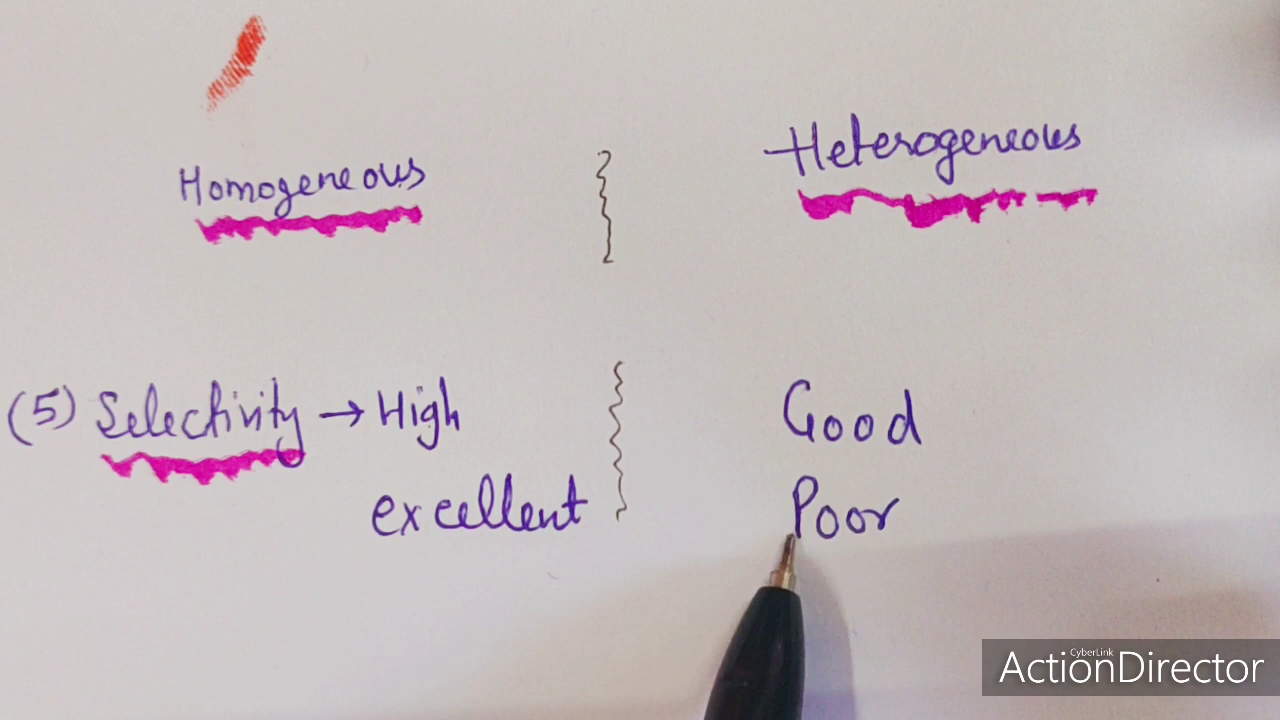 Homogeneous Heterogeneous
(5) Selectivity → High Good
excellent Poor
CyberLink
ActionDirector